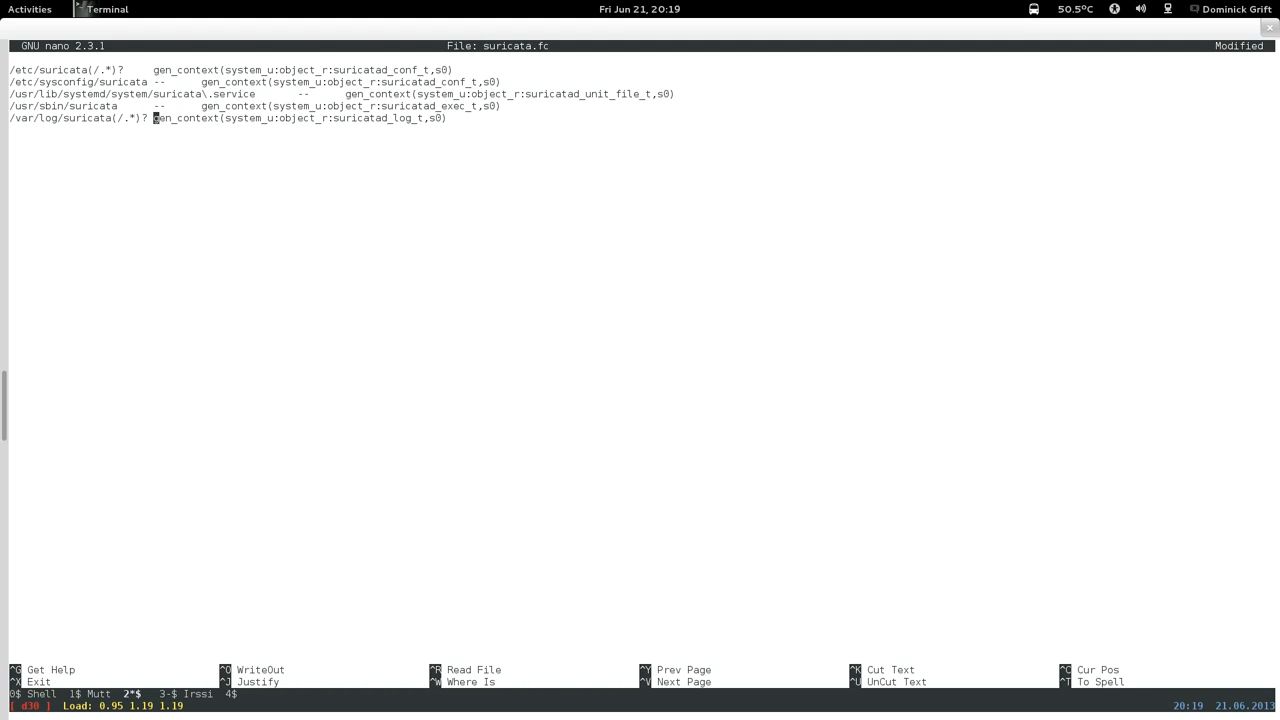 Activities Terminal Fri Jun 21, 20:19 50.5°C Dominick Grift
GNU nano 2.3.1 File: suricata.fc Modified
/etc/suricata(/.*)? gen_context(system_u:object_r:suricatad_conf_t,s0)
/etc/sysconfig/suricata -- gen_context(system_u:object_r:suricatad_conf_t,s0)
/usr/lib/systemd/system/suricata\.service -- gen_context(system_u:object_r:suricatad_unit_file_t,s0)
/usr/sbin/suricata -- gen_context(system_u:object_r:suricatad_exec_t,s0)
/var/log/suricata(/.*)? gen_context(system_u:object_r:suricatad_log_t,s0)
^G Get Help ^O WriteOut ^R Read File ^Y Prev Page ^K Cut Text ^C Cur Pos
^X Exit ^J Justify ^W Where Is ^V Next Page ^U UnCut Text ^T To Spell
0$ Shell 1$ Mutt 2*$ 3-$ Irssi 4$
[ d30 ] Load: 0.95 1.19 1.19 20:19 21.06.2013